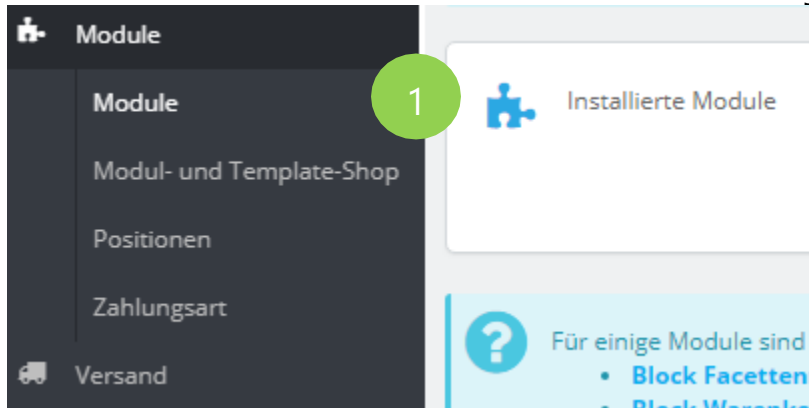 Module
Module
Modul- und Template-Shop
Positionen
Zahlungsart
Versand
1
Installierte Module
Für einige Module sind
Block Facetten